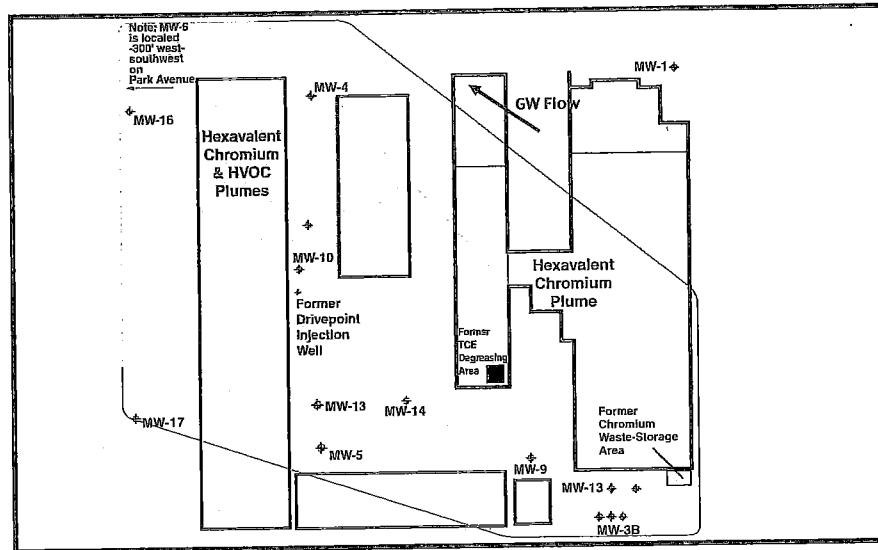 Note: MW-6
is located
-300' west-
southwest
on
Park Avenue
MW-1
MW-4
GW Flow
MW-16
Hexavalent
Chromium
& HVOC
Plumes
MW-10
Hexavalent
Chromium
Plume
Former
Drivepoint
Injection
Well
Former
TCE
Degreasing
Area
MW-13
MW-14
MW-17
Former
Chromium
Waste-Storage
Area
MW-5
MW-9
MW-13
MW-3B